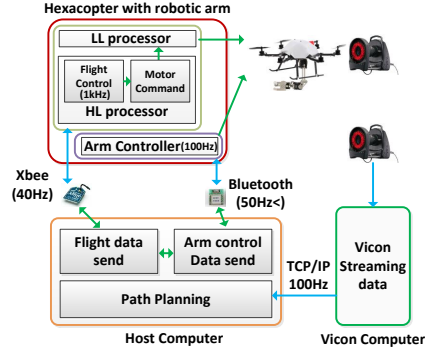 Hexacopter with robotic arm
LL processor
Flight
Control
(1kHz)
Motor
Command
HL processor
Arm Controller(100Hz)
Xbee
(40Hz)
Bluetooth
(50Hz<)
Flight data
send
Arm control
Data send
Path Planning
Host Computer
TCP/IP
100Hz
Vicon
Streaming
data
Vicon Computer